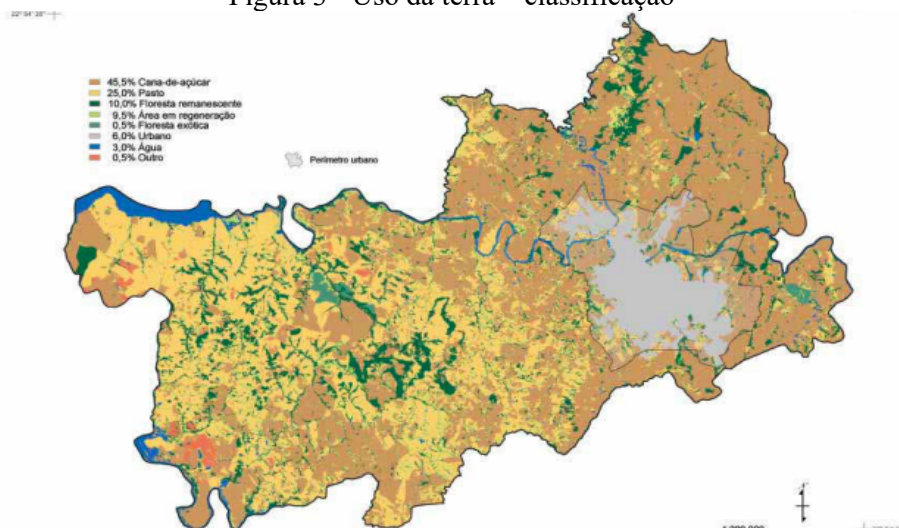 Figura 3 - Uso da terra – classificação
45,5% Cana-de-açúcar
25,0% Pasto
10,0% Floresta remanescente
9,5% Área em regeneração
0,5% Floresta exótica
6,0% Urbano
3,0% Água
0,5% Outro
Perímetro urbano